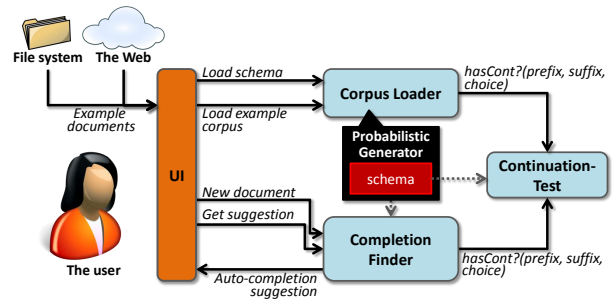 File system
The Web
Example
documents
The user
UI
Load schema
Load example
corpus
Corpus Loader
hasCont?(prefix, suffix,
choice)
Probabilistic
Generator
schema
Continuation-
Test
New document
Get suggestion
Completion
Finder
hasCont?(prefix, suffix,
choice)
Auto-completion
suggestion